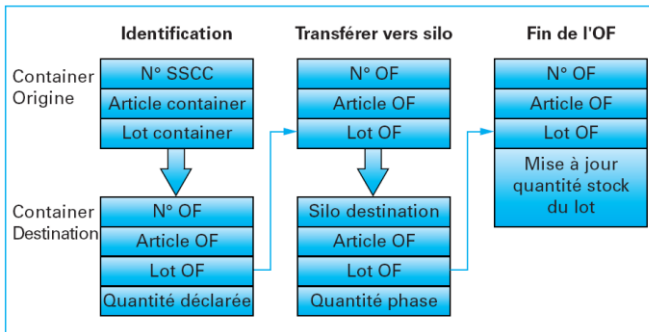 Identification
Transférer vers silo
Fin de l'OF
Container
Origine
N° SSCC
Article container
Lot container
N° OF
Article OF
Lot OF
N° OF
Article OF
Lot OF
Mise à jour
quantité stock
du lot
Container
Destination
N° OF
Article OF
Lot OF
Quantité déclarée
Silo destination
Article OF
Lot OF
Quantité phase